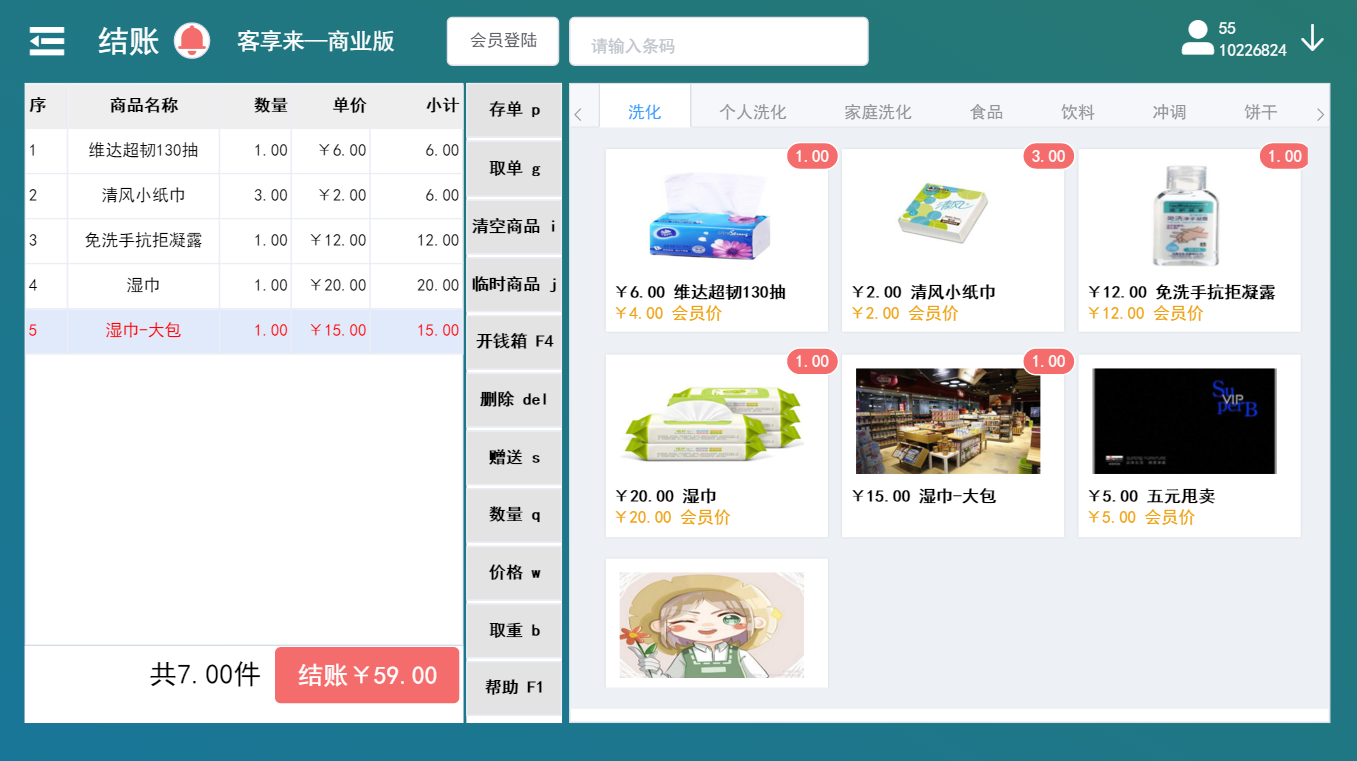 结账
客享来—商业版
会员登陆
请输入条码
55
10226824
序 商品名称 数量 单价 小计
1 维达超韧130抽 1.00 ￥6.00 6.00
2 清风小纸巾 3.00 ￥2.00 6.00
3 免洗手抗拒凝露 1.00 ￥12.00 12.00
4 湿巾 1.00 ￥20.00 20.00
5 湿巾-大包 1.00 ￥15.00 15.00
共7.00件
结账￥59.00
存单 p
取单 g
清空商品 i
临时商品 j
开钱箱 F4
删除 del
赠送 s
数量 q
价格 w
取重 b
帮助 F1
洗化 个人洗化 家庭洗化 食品 饮料 冲调 饼干
1.00
￥6.00 维达超韧130抽
￥4.00 会员价
3.00
清风
￥2.00 清风小纸巾
￥2.00 会员价
1.00
￥12.00 免洗手抗拒凝露
￥12.00 会员价
1.00
￥20.00 湿巾
￥20.00 会员价
1.00
￥15.00 湿巾-大包
SuperB
VIP
￥5.00 五元甩卖
￥5.00 会员价